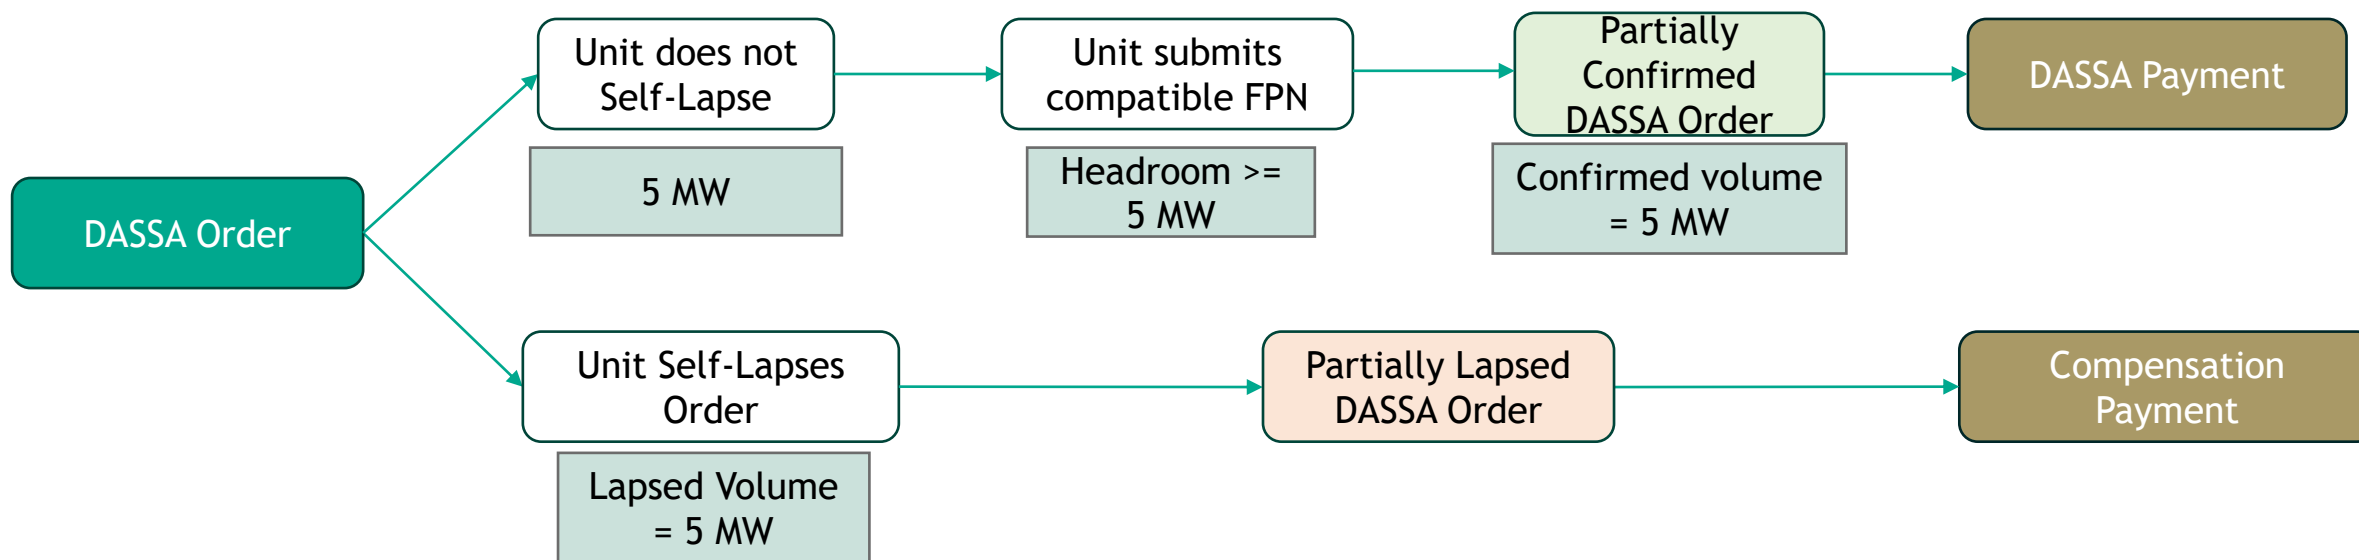 Unit does not
Self-Lapse
Unit submits
compatible FPN
Partially
Confirmed
DASSA Order
DASSA Payment
5 MW
Headroom >=
5 MW
Confirmed volume
= 5 MW
DASSA Order
Unit Self-Lapses
Order
Partially Lapsed
DASSA Order
Compensation
Payment
Lapsed Volume
= 5 MW